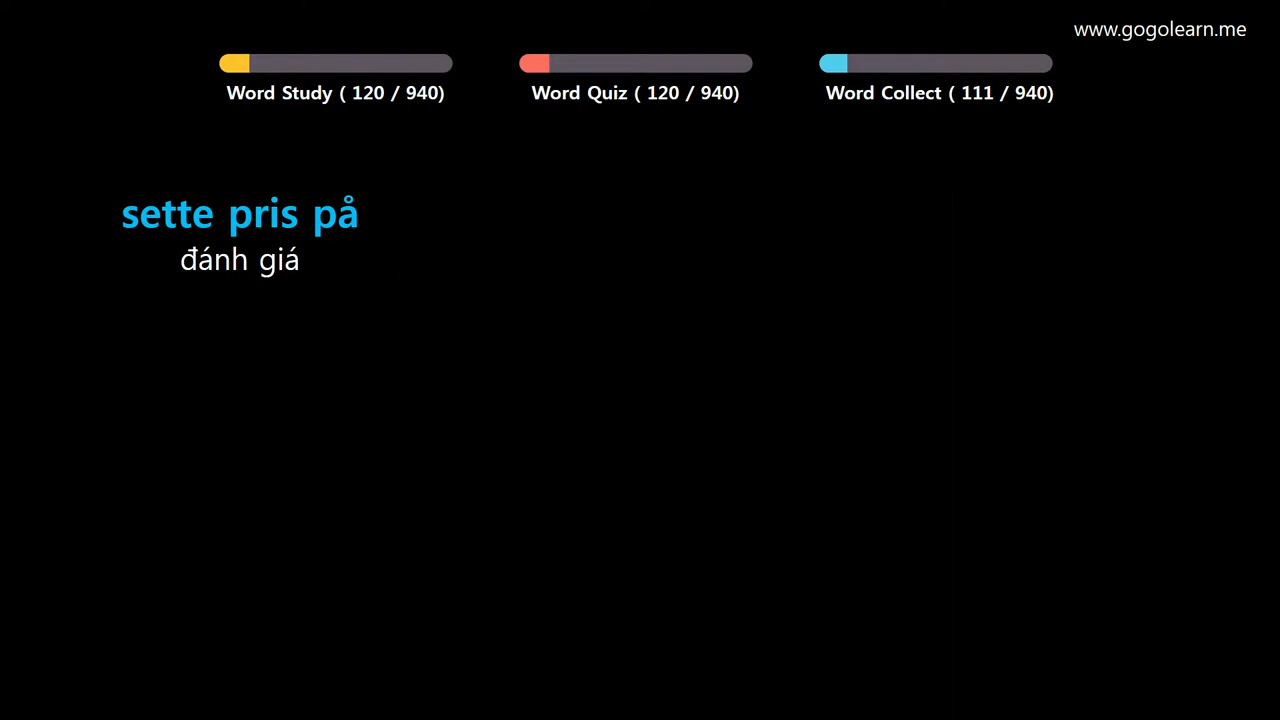 www.gogolearn.me
Word Study ( 120 / 940)
Word Quiz ( 120 / 940)
Word Collect ( 111 / 940)
sette pris på
đánh giá